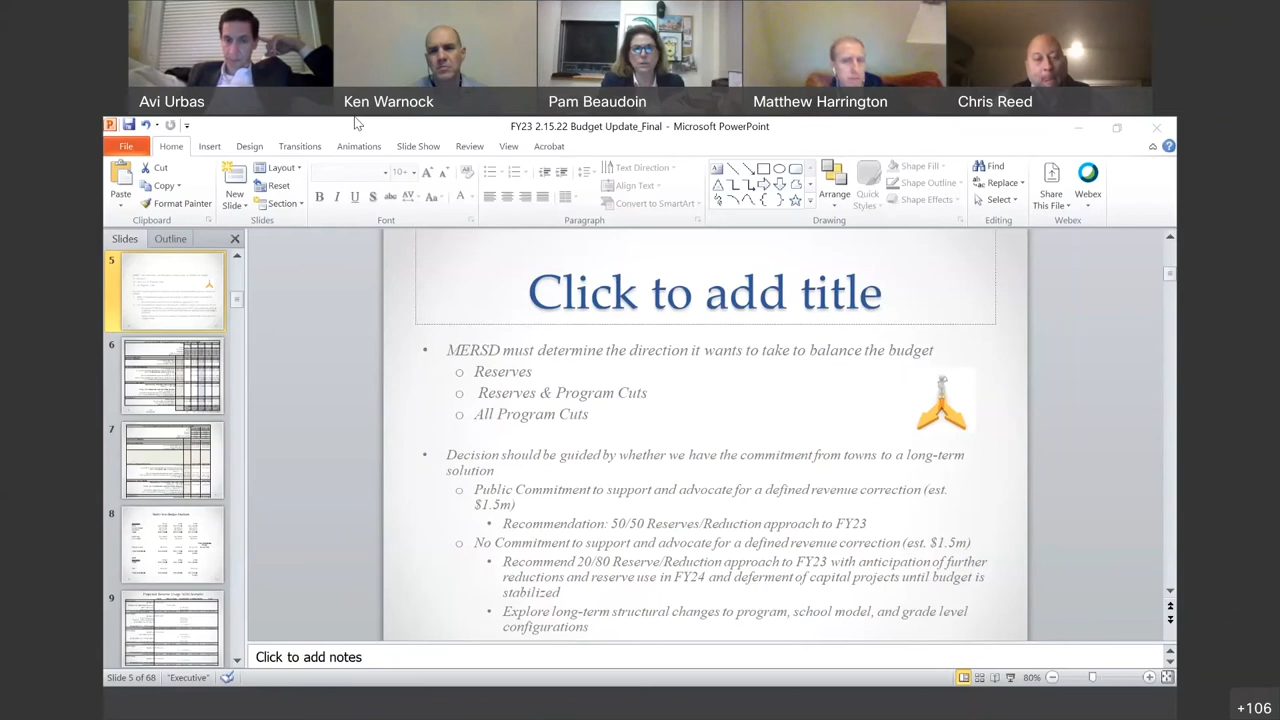 Avi Urbas
Ken Warnock
Pam Beaudoin
Matthew Harrington
Chris Reed
FY23 2.15.22 Budget Update_Final - Microsoft PowerPoint
File Home Insert Design Transitions Animations Slide Show Review View Acrobat
Paste
Cut
Copy
Format Painter
Clipboard
New Slide
Layout
Reset
Section
Slides
10+
Font
Text Direction
Align Text
Convert to SmartArt
Paragraph
Arrange
Quick Styles
Shape Fill
Shape Outline
Shape Effects
Drawing
Find
Replace
Select
Editing
Share This File
Webex
Webex
Slides Outline
5
6
7
8
9
Click to add title
• MERSD must determine the direction it wants to take to balance the budget
o Reserves
o Reserves & Program Cuts
o All Program Cuts
• Decision should be guided by whether we have the commitment from towns to a long-term
solution
o Public Commitment to support and advocate for a defined revenue correction (est.
$1.5m)
• Recommendation 50/50 Reserves/Reduction approach to FY23
No Commitment to support and advocate for a defined revenue correction (est. $1.5m)
Reserve/Reduction approach to FY23 with anticipation of further
reductions and reserve use in FY24 and deferment of capital projects until budget is
stabilized
Explore structural changes to program, school and grade level
configurations
Click to add notes
Slide 5 of 68 "Executive"
80%
+106